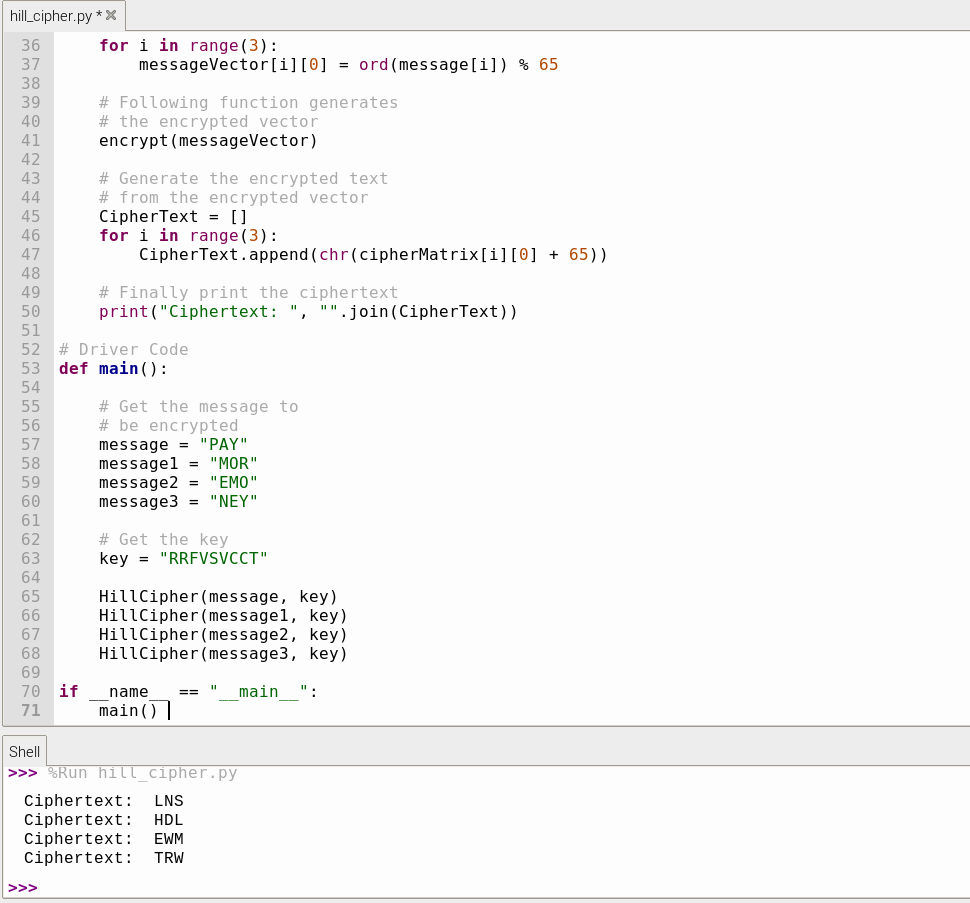 hill_cipher.py *
36     for i in range(3):
37         messageVector[i][0] = ord(message[i]) % 65
38
39     # Following function generates
40     # the encrypted vector
41     encrypt(messageVector)
42
43     # Generate the encrypted text
44     # from the encrypted vector
45     CipherText = []
46     for i in range(3):
47         CipherText.append(chr(cipherMatrix[i][0] + 65))
48
49     # Finally print the ciphertext
50     print("Ciphertext: ", "".join(CipherText))
51
52 # Driver Code
53 def main():
54
55     # Get the message to
56     # be encrypted
57     message = "PAY"
58     message1 = "MOR"
59     message2 = "EMO"
60     message3 = "NEY"
61
62     # Get the key
63     key = "RRFVSVCCT"
64
65     HillCipher(message, key)
66     HillCipher(message1, key)
67     HillCipher(message2, key)
68     HillCipher(message3, key)
69
70 if __name__ == "__main__":
71     main()
Shell
>>> %Run hill_cipher.py
Ciphertext:  LNS
Ciphertext:  HDL
Ciphertext:  EWM
Ciphertext:  TRW
>>>